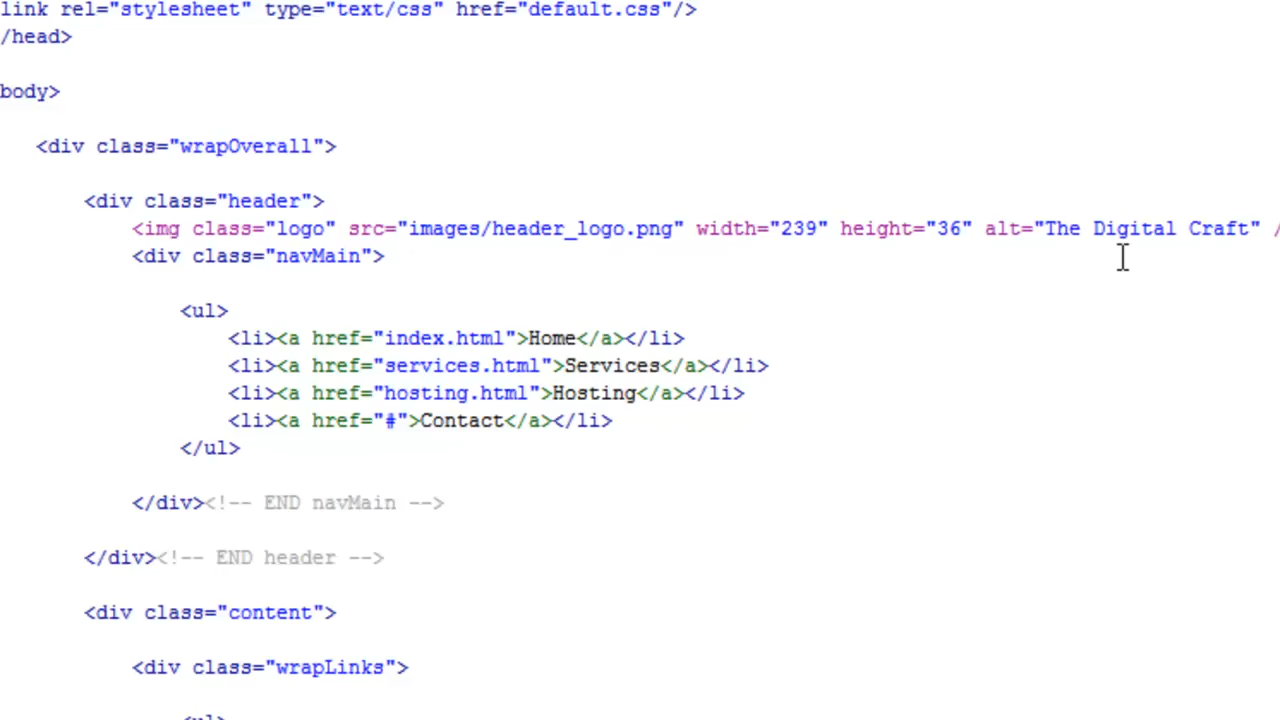 link rel="stylesheet" type="text/css" href="default.css"/>
/head>
body>
<div class="wrapOverall">
<div class="header">
<img class="logo" src="images/header_logo.png" width="239" height="36" alt="The Digital Craft" /
<div class="navMain">
<ul>
<li><a href="index.html">Home</a></li>
<li><a href="services.html">Services</a></li>
<li><a href="hosting.html">Hosting</a></li>
<li><a href="#">Contact</a></li>
</ul>
</div><!-- END navMain -->
</div><!-- END header -->
<div class="content">
<div class="wrapLinks">
<ul>